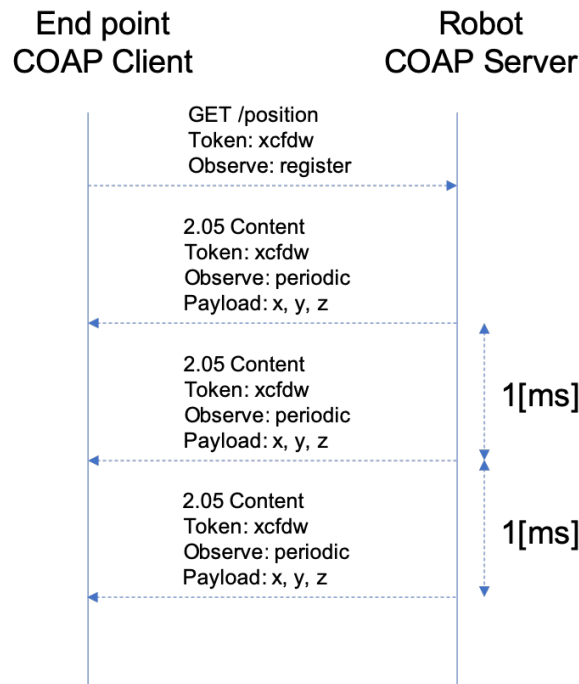 End point
COAP Client
Robot
COAP Server
GET /position
Token: xcfdw
Observe: register
2.05 Content
Token: xcfdw
Observe: periodic
Payload: x, y, z
2.05 Content
Token: xcfdw
Observe: periodic
Payload: x, y, z
1[ms]
2.05 Content
Token: xcfdw
Observe: periodic
Payload: x, y, z
1[ms]